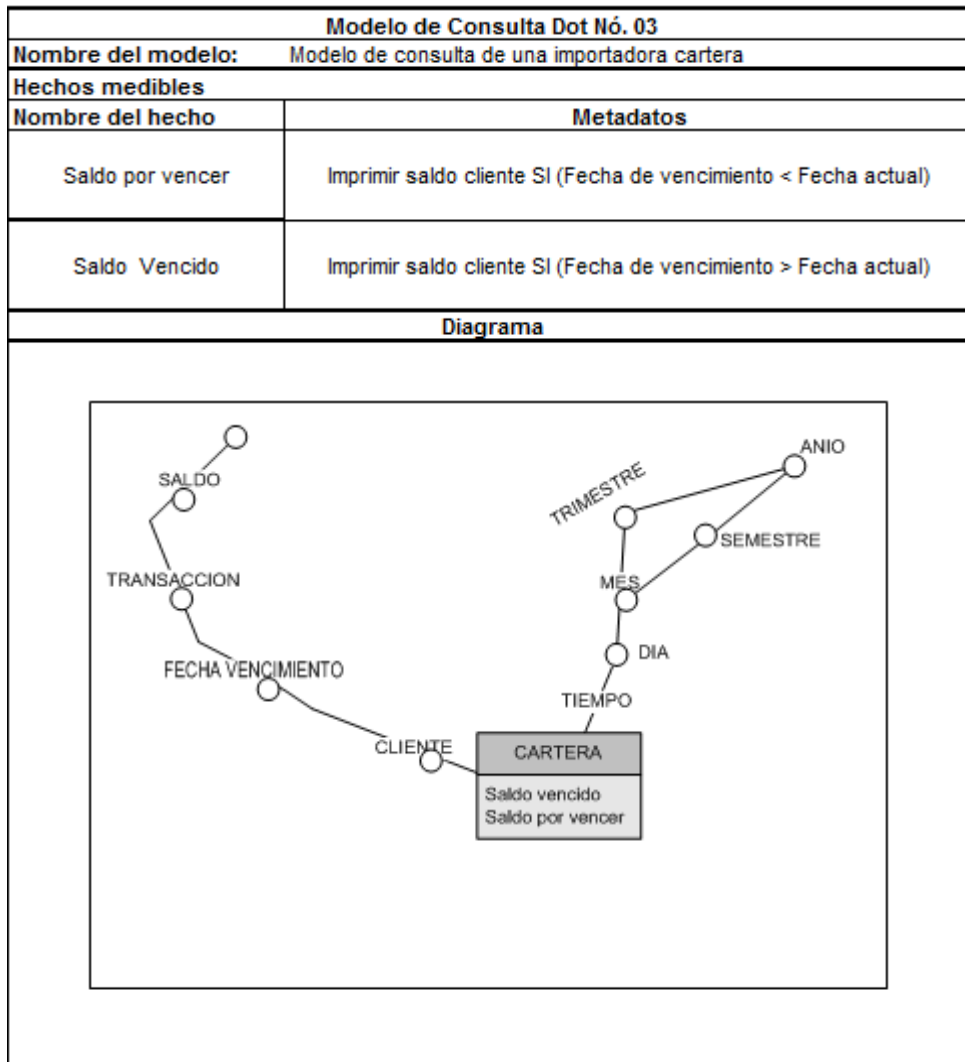 Modelo de Consulta Dot Nó. 03
Nombre del modelo: Modelo de consulta de una importadora cartera
Hechos medibles
Nombre del hecho Metadatos
Saldo por vencer Imprimir saldo cliente SI (Fecha de vencimiento < Fecha actual)
Saldo Vencido Imprimir saldo cliente SI (Fecha de vencimiento > Fecha actual)
Diagrama
SALDO
TRANSACCION
FECHA VENCIMIENTO
CLIENTE
ANIO
TRIMESTRE
SEMESTRE
MES
DIA
TIEMPO
CARTERA
Saldo vencido
Saldo por vencer